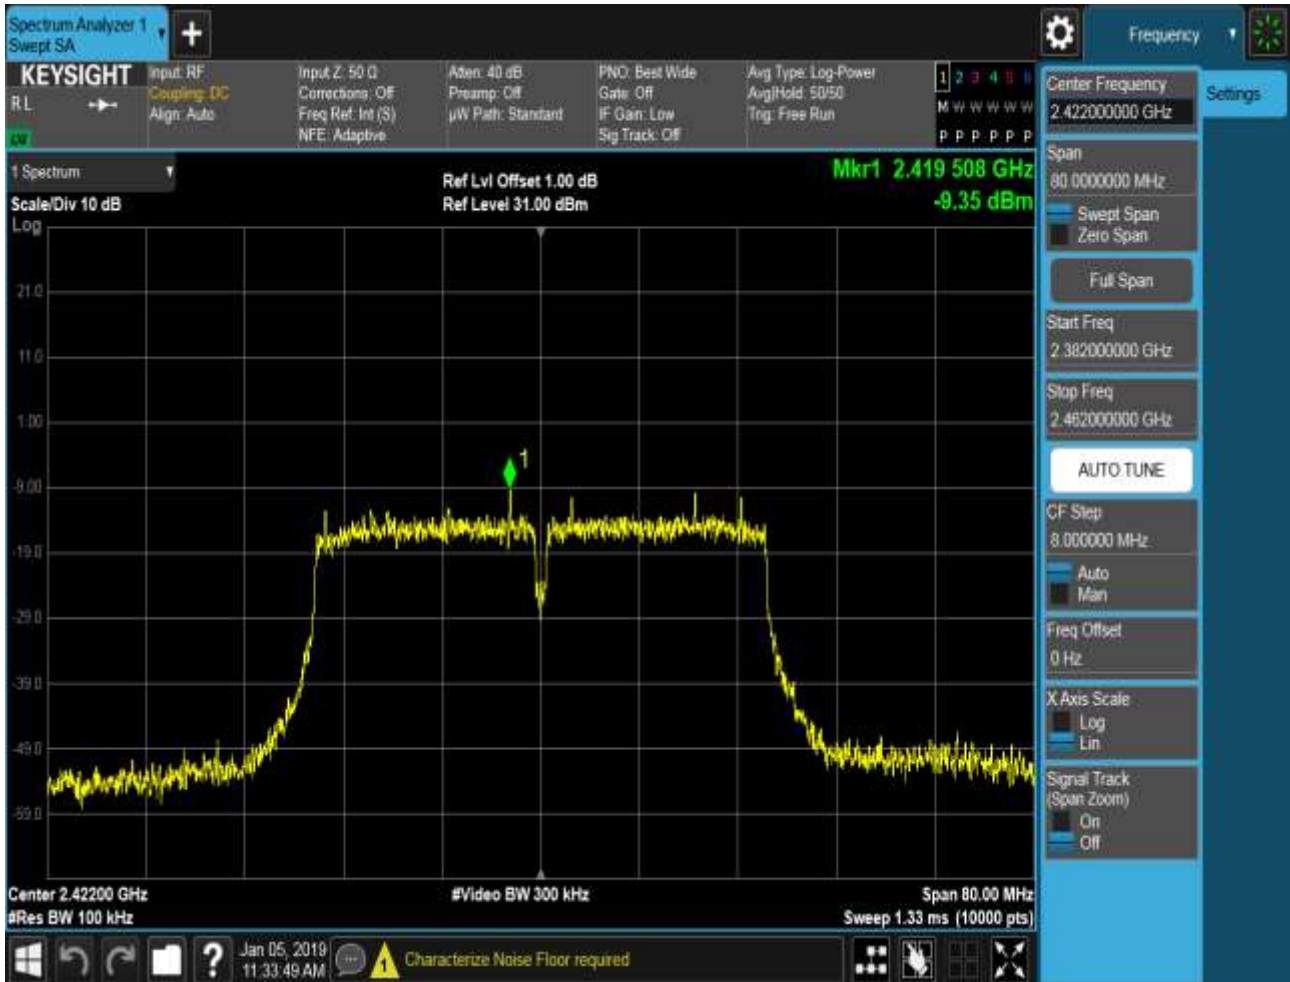 Spectrum Analyzer 1
Swept SA
+
Frequency
KEYSIGHT
RL
Input: RF
Coupling: DC
Align: Auto
Input Z: 50 Ω
Corrections: Off
Freq Ref: Int (S)
NFE: Adaptive
Atten: 40 dB
Preamp: Off
µW Path: Standard
PNO: Best Wide
Gate: Off
IF Gain: Low
Sig Track: Off
Avg Type: Log-Power
Avg|Hold: 50/50
Trig: Free Run
1 2 3 4 5 6
M W W W W W
P P P P P P
1 Spectrum
Scale/Div 10 dB
Log
Ref Lvl Offset 1.00 dB
Ref Level 31.00 dBm
Mkr1 2.419 508 GHz
-9.35 dBm
21.0
11.0
1.00
-9.00
-19.0
-29.0
-39.0
-49.0
-59.0
1
Center 2.42200 GHz
#Res BW 100 kHz
#Video BW 300 kHz
Span 80.00 MHz
Sweep 1.33 ms (10000 pts)
Center Frequency
2.422000000 GHz
Settings
Span
80.0000000 MHz
Swept Span
Zero Span
Full Span
Start Freq
2.382000000 GHz
Stop Freq
2.462000000 GHz
AUTO TUNE
CF Step
8.000000 MHz
Auto
Man
Freq Offset
0 Hz
X Axis Scale
Log
Lin
Signal Track
(Span Zoom)
On
Off
?
Jan 05, 2019
11:33:49 AM
1
Characterize Noise Floor required